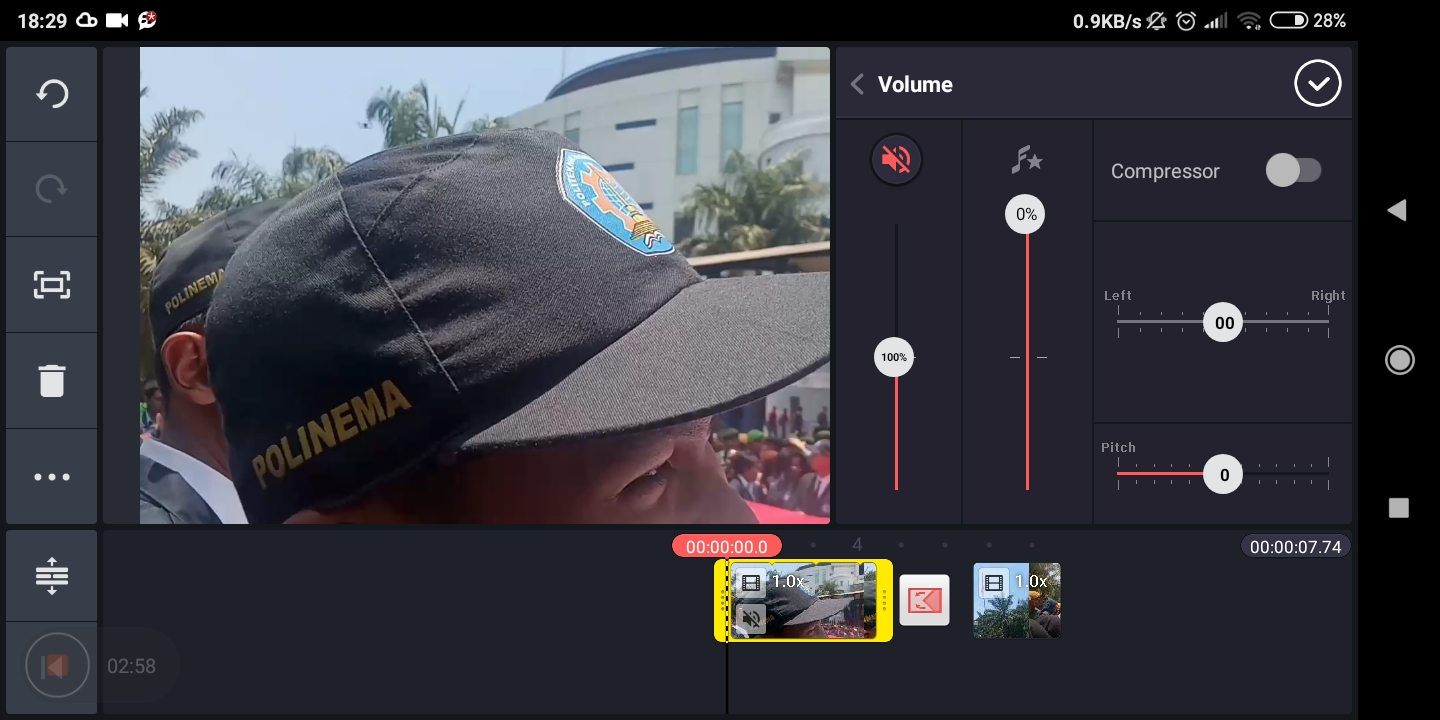 18:29
0.9KB/s
28%
Volume
POLITEKNI
POLINEMA
POLINEMA
0%
100%
Compressor
Left
Right
00
Pitch
0
00:00:00.0
4
00:00:07.74
1.0x
1.0x
02:58